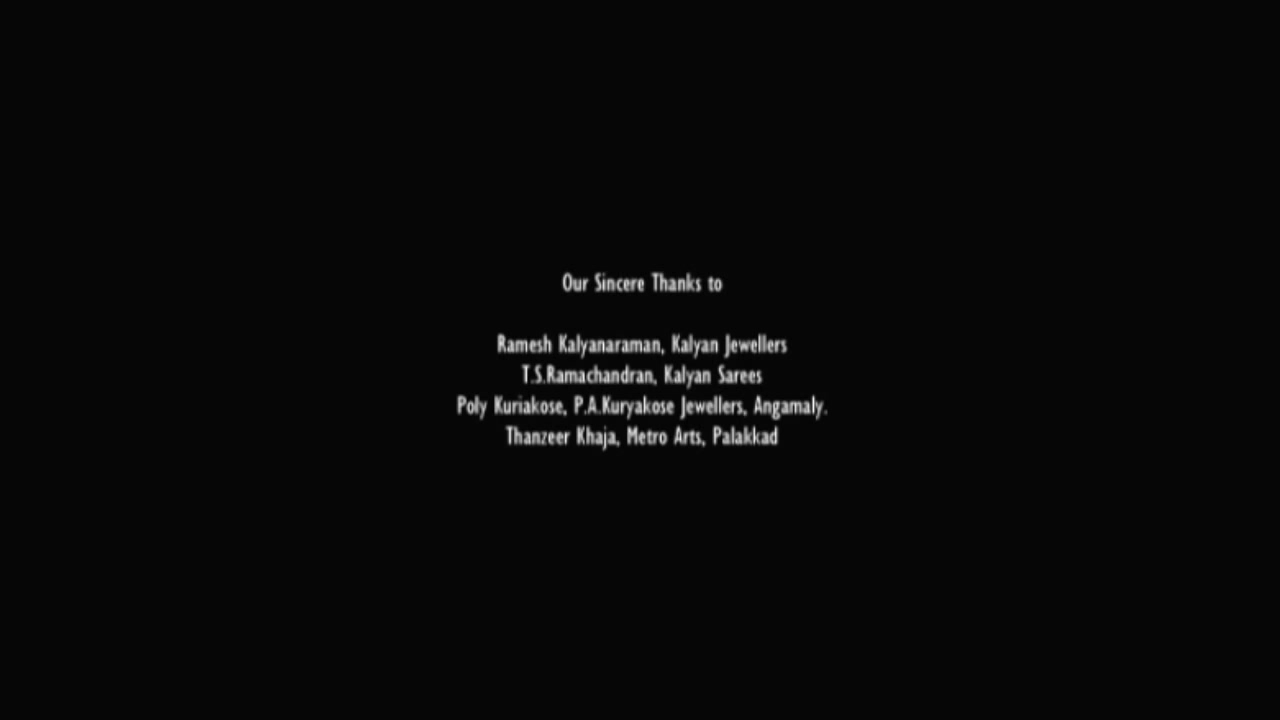 Our Sincere Thanks to
Ramesh Kalyanaraman, Kalyan Jewellers
T.S.Ramachandran, Kalyan Sarees
Poly Kuriakose, P.A.Kuryakose Jewellers, Angamaly.
Thanzeer Khaja, Metro Arts, Palakkad